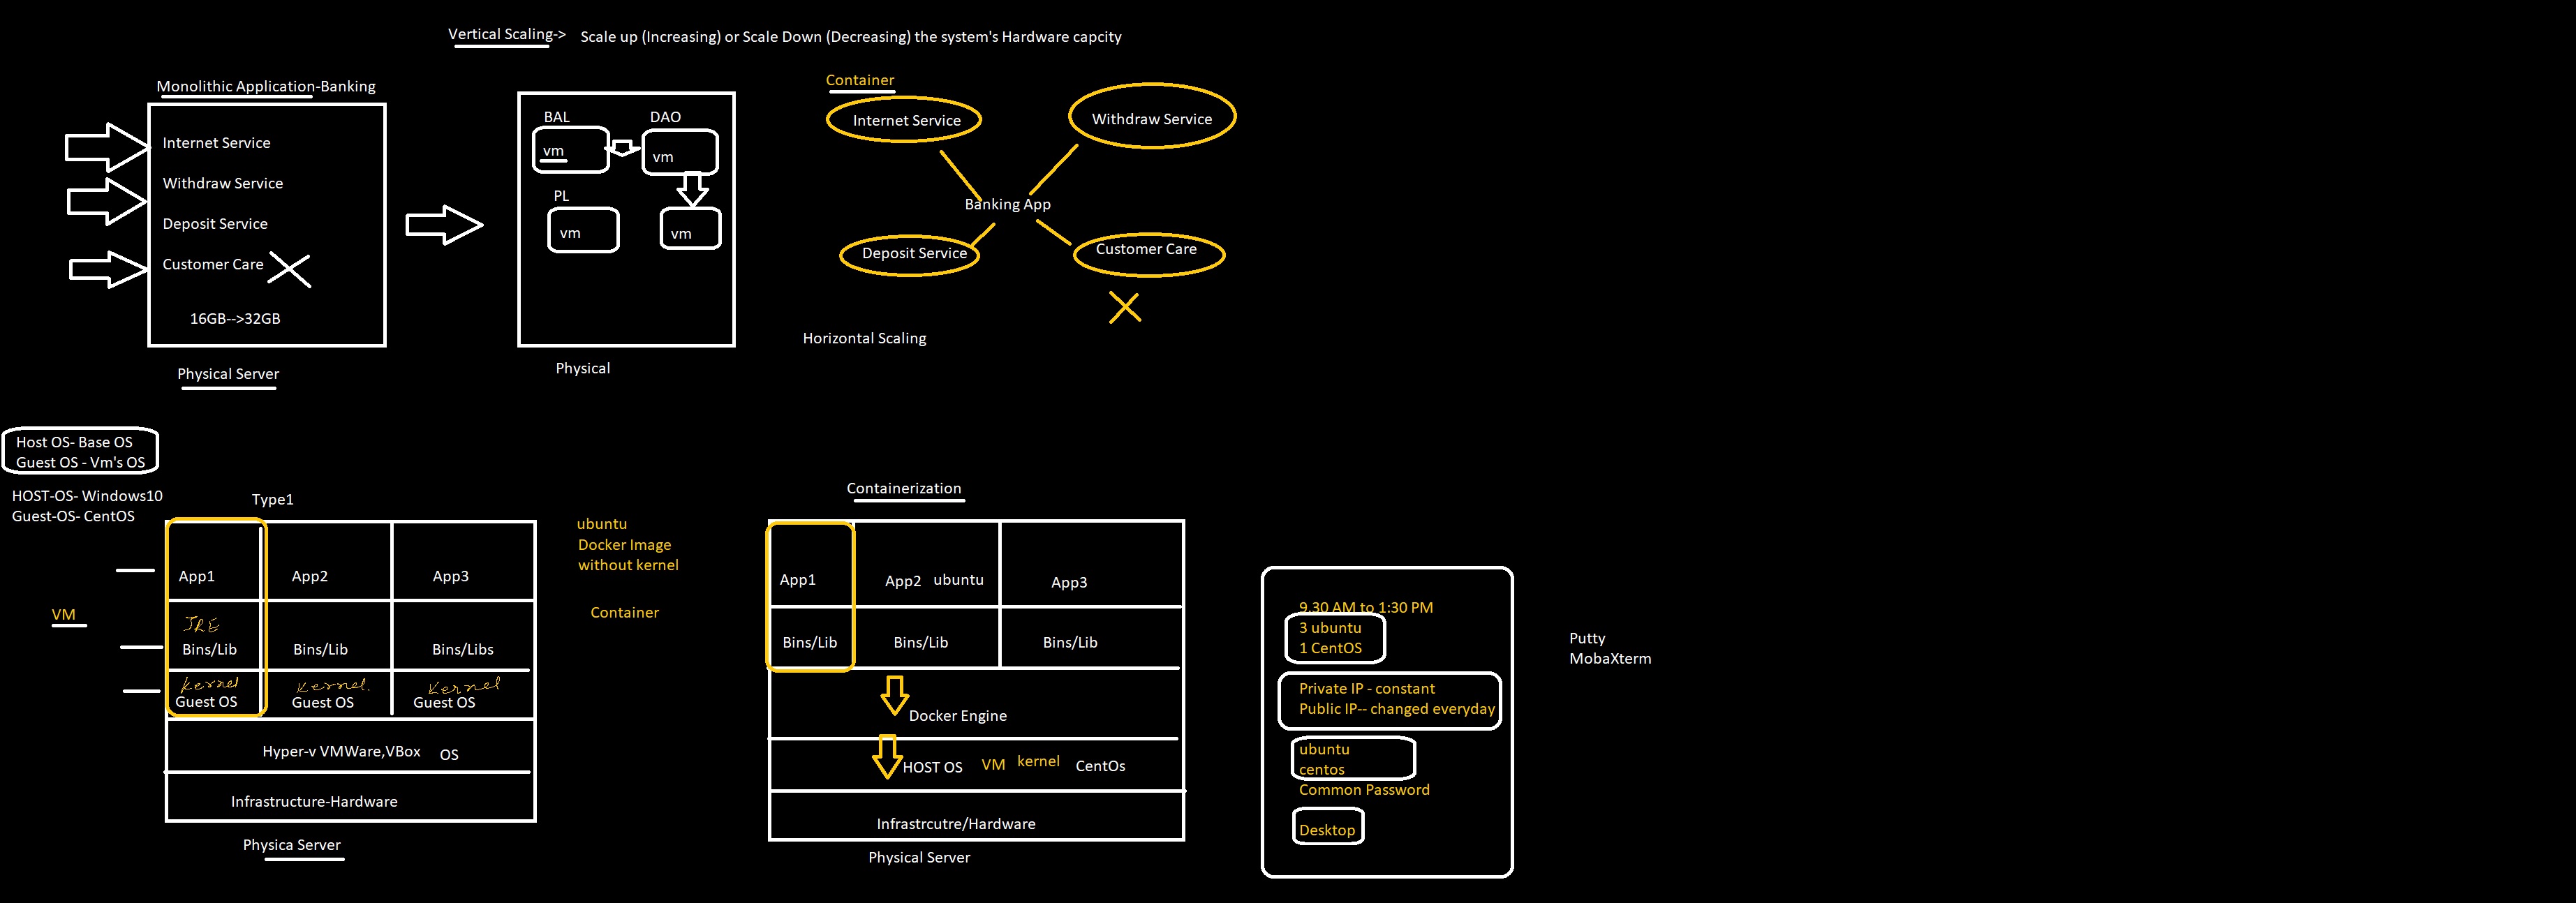 Vertical Scaling-> Scale up (Increasing) or Scale Down (Decreasing) the system's Hardware capcity
Monolithic Application-Banking
Internet Service
Withdraw Service
Deposit Service
Customer Care
16GB-->32GB
Physical Server
BAL
DAO
vm
vm
PL
vm
vm
Physical
Container
Internet Service
Withdraw Service
Banking App
Deposit Service
Customer Care
Horizontal Scaling
Host OS- Base OS
Guest OS - Vm's OS
HOST-OS- Windows10
Guest-OS- CentOS
Type1
VM
App1
App2
App3
JRE
Bins/Lib
Bins/Lib
Bins/Libs
Kernel
Kernel.
Kernel
Guest OS
Guest OS
Guest OS
Hyper-v VMWare,VBox OS
Infrastructure-Hardware
Physica Server
ubuntu
Docker Image
without kernel
Container
Containerization
App1
App2 ubuntu
App3
Bins/Lib
Bins/Lib
Bins/Lib
Docker Engine
HOST OS VM kernel CentOs
Infrastrcutre/Hardware
Physical Server
9.30 AM to 1:30 PM
3 ubuntu
1 CentOS
Private IP - constant
Public IP-- changed everyday
ubuntu
centos
Common Password
Desktop
Putty
MobaXterm